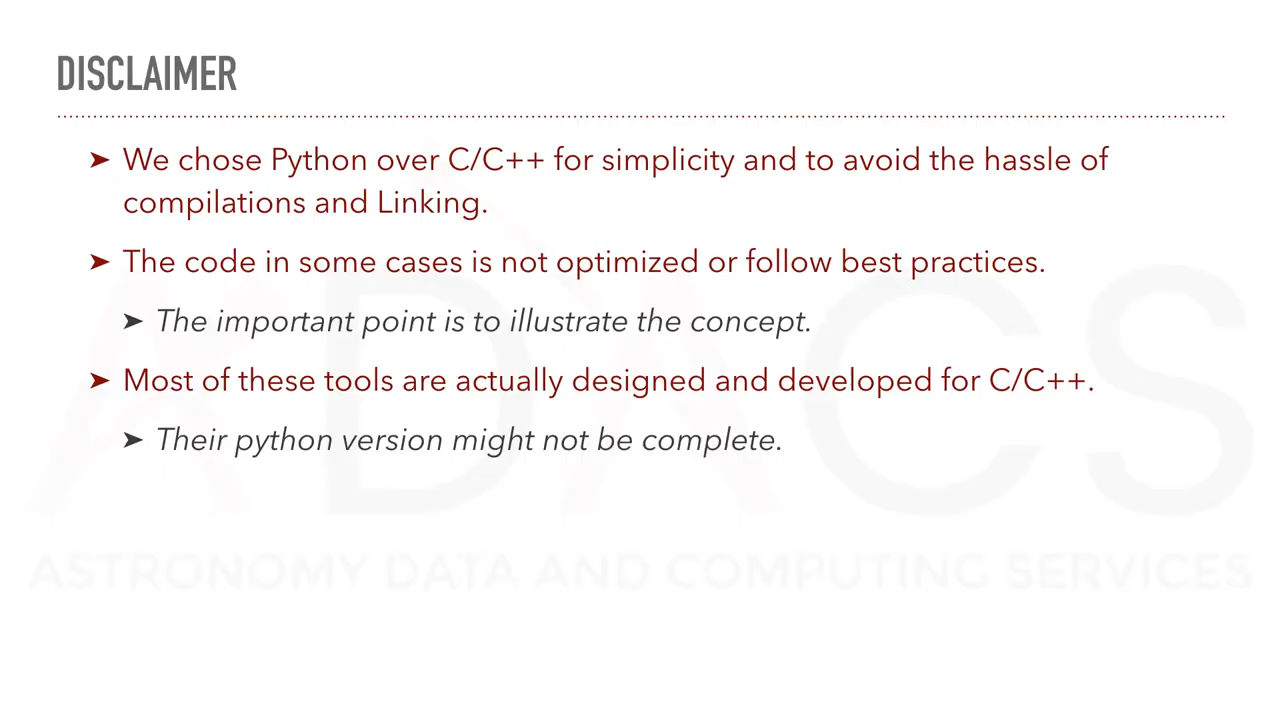 DISCLAIMER
➤ We chose Python over C/C++ for simplicity and to avoid the hassle of
compilations and Linking.
➤ The code in some cases is not optimized or follow best practices.
➤ The important point is to illustrate the concept.
➤ Most of these tools are actually designed and developed for C/C++.
➤ Their python version might not be complete.
ADACS
ASTRONOMY DATA AND COMPUTING SERVICES